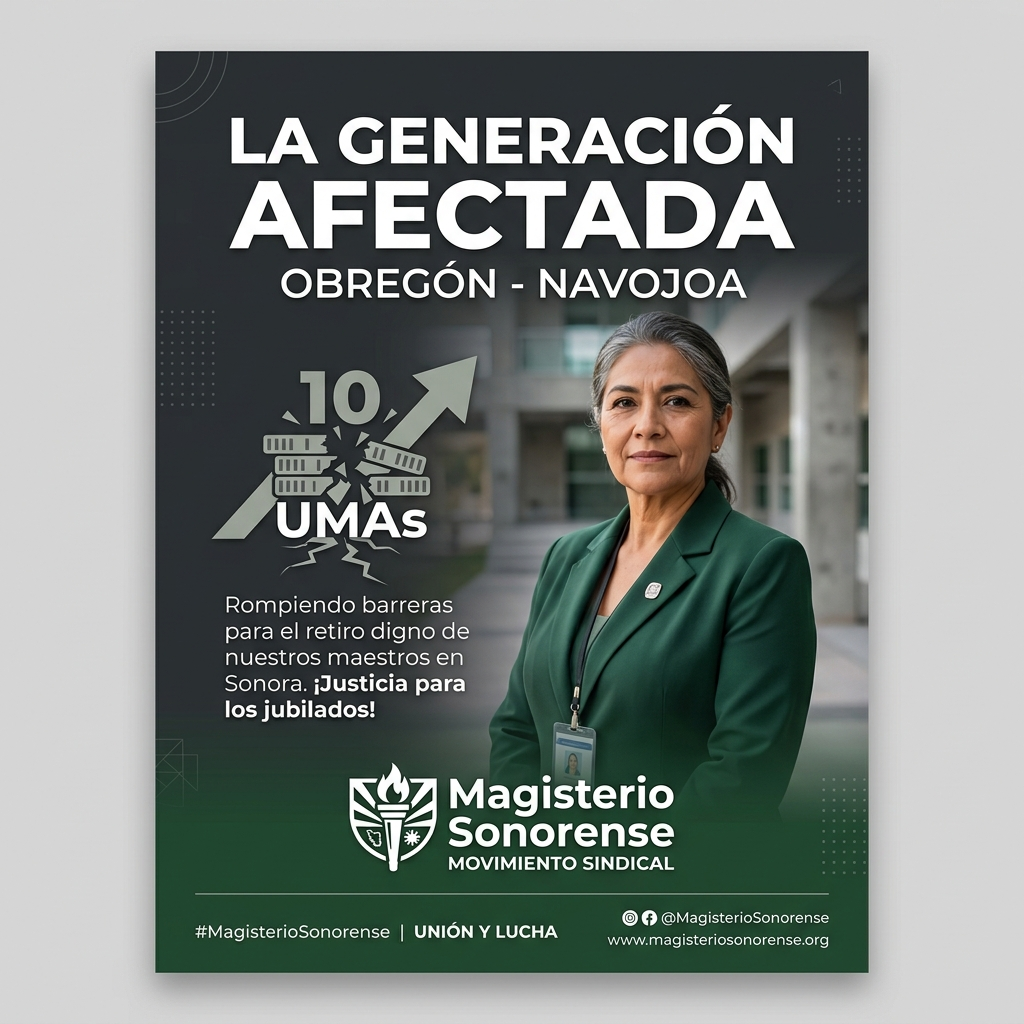 LA GENERACIÓN
AFECTADA
OBREGÓN - NAVOJOA
10
UMAs
Rompiendo barreras
para el retiro digno de
nuestros maestros en
Sonora. ¡Justicia para
los jubilados!
Magisterio
Sonorense
MOVIMIENTO SINDICAL
#MagisterioSonorense | UNIÓN Y LUCHA
@MagisterioSonorense
www.magisteriosonorense.org